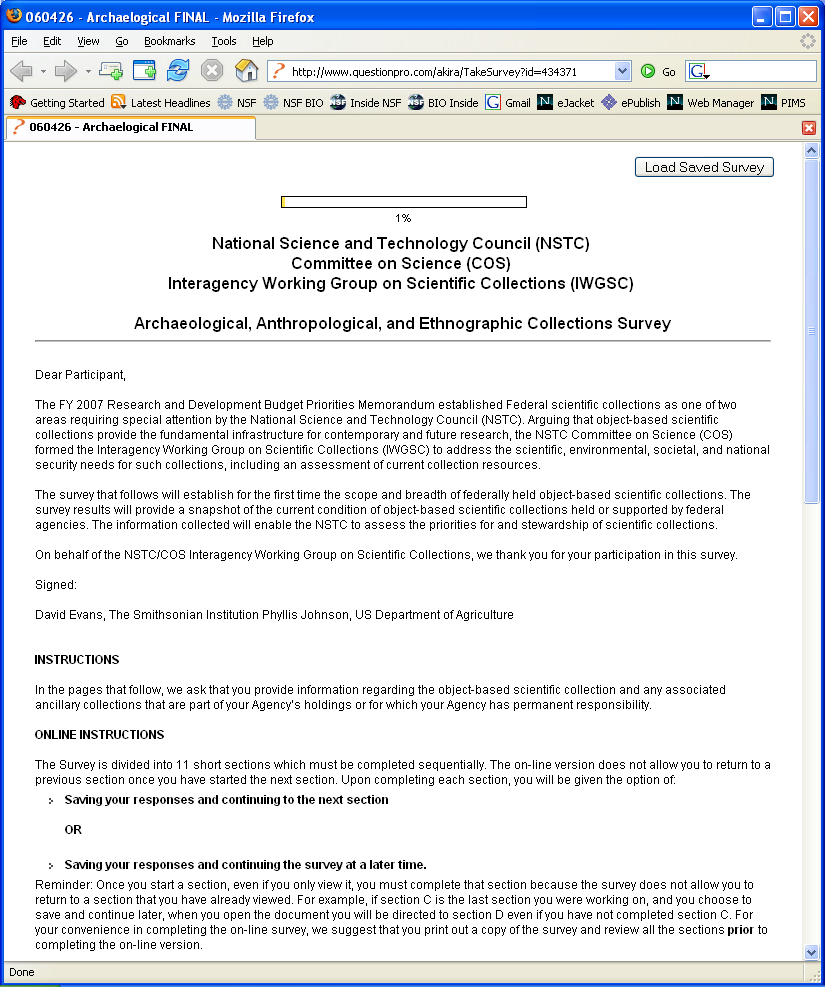 060426 - Archaelogical FINAL - Mozilla Firefox
File Edit View Go Bookmarks Tools Help
http://www.questionpro.com/akira/TakeSurvey?id=434371 Go G
Getting Started Latest Headlines NSF NSF BIO Inside NSF BIO Inside Gmail eJacket ePublish Web Manager PIMS
060426 - Archaelogical FINAL
Load Saved Survey
1%
National Science and Technology Council (NSTC)
Committee on Science (COS)
Interagency Working Group on Scientific Collections (IWGSC)
Archaeological, Anthropological, and Ethnographic Collections Survey
Dear Participant,
The FY 2007 Research and Development Budget Priorities Memorandum established Federal scientific collections as one of two
areas requiring special attention by the National Science and Technology Council (NSTC). Arguing that object-based scientific
collections provide the fundamental infrastructure for contemporary and future research, the NSTC Committee on Science (COS)
formed the Interagency Working Group on Scientific Collections (IWGSC) to address the scientific, environmental, societal, and national
security needs for such collections, including an assessment of current collection resources.
The survey that follows will establish for the first time the scope and breadth of federally held object-based scientific collections. The
survey results will provide a snapshot of the current condition of object-based scientific collections held or supported by federal
agencies. The information collected will enable the NSTC to assess the priorities for and stewardship of scientific collections.
On behalf of the NSTC/COS Interagency Working Group on Scientific Collections, we thank you for your participation in this survey.
Signed:
David Evans, The Smithsonian Institution Phyllis Johnson, US Department of Agriculture
INSTRUCTIONS
In the pages that follow, we ask that you provide information regarding the object-based scientific collection and any associated
ancillary collections that are part of your Agency's holdings or for which your Agency has permanent responsibility.
ONLINE INSTRUCTIONS
The Survey is divided into 11 short sections which must be completed sequentially. The on-line version does not allow you to return to a
previous section once you have started the next section. Upon completing each section, you will be given the option of:
Saving your responses and continuing to the next section
OR
Saving your responses and continuing the survey at a later time.
Reminder: Once you start a section, even if you only view it, you must complete that section because the survey does not allow you to
return to a section that you have already viewed. For example, if section C is the last section you were working on, and you choose to
save and continue later, when you open the document you will be directed to section D even if you have not completed section C. For
your convenience in completing the on-line survey, we suggest that you print out a copy of the survey and review all the sections prior to
completing the on-line version.
Done